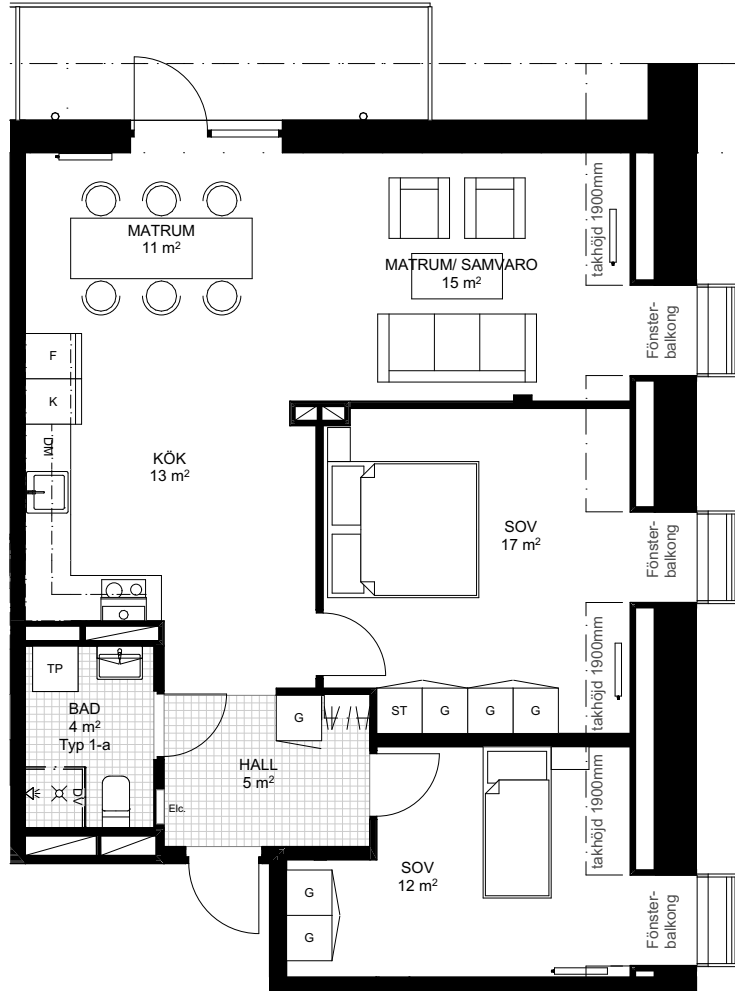 MATRUM
11 m²
takhöjd 1900mm
MATRUM/ SAMVARO
15 m²
Fönster-
balkong
F
K
DM
KÖK
13 m²
SOV
17 m²
Fönster-
balkong
takhöjd 1900mm
TP
BAD
4 m²
Typ 1-a
DV
ST
G
G
G
G
HALL
5 m²
Elc.
takhöjd 1900mm
SOV
12 m²
G
G
Fönster-
balkong